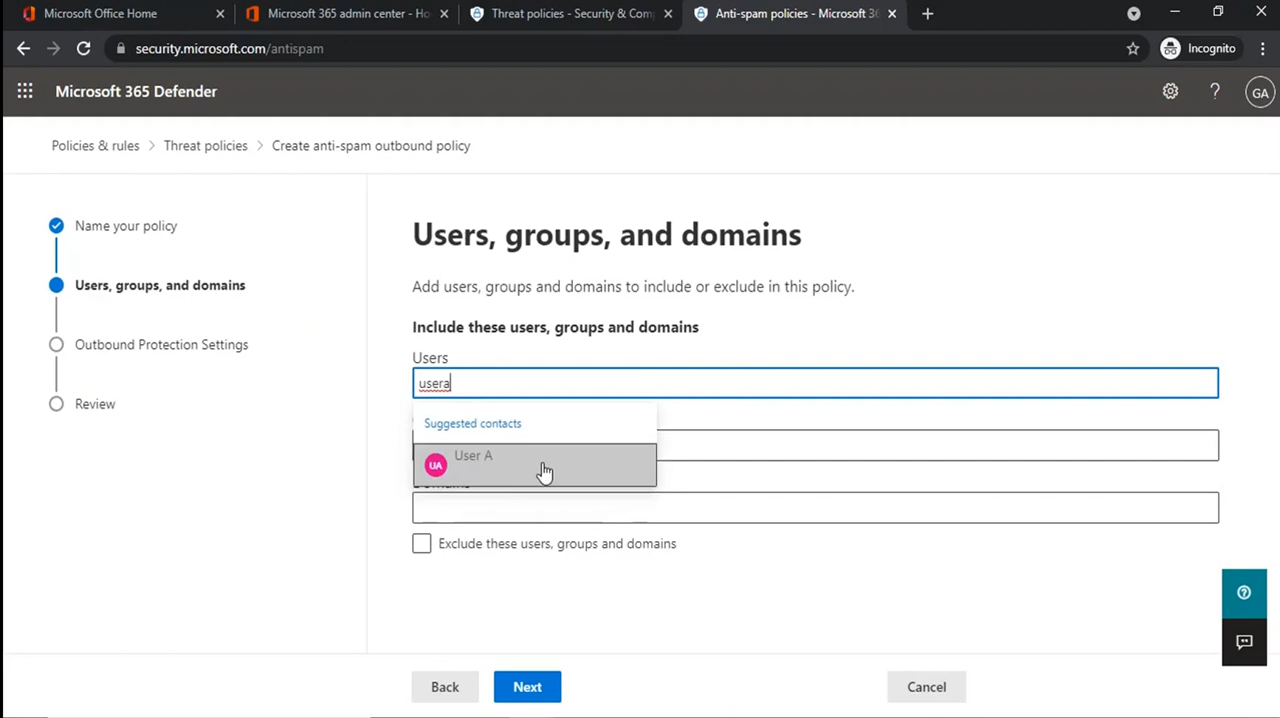 Microsoft Office Home
Microsoft 365 admin center - Ho
Threat policies - Security & Com
Anti-spam policies - Microsoft 36
security.microsoft.com/antispam
Incognito
Microsoft 365 Defender
GA
Policies & rules > Threat policies > Create anti-spam outbound policy
Name your policy
Users, groups, and domains
Outbound Protection Settings
Review
Users, groups, and domains
Add users, groups and domains to include or exclude in this policy.
Include these users, groups and domains
Users
usera
Suggested contacts
UA
User A
Exclude these users, groups and domains
Back
Next
Cancel